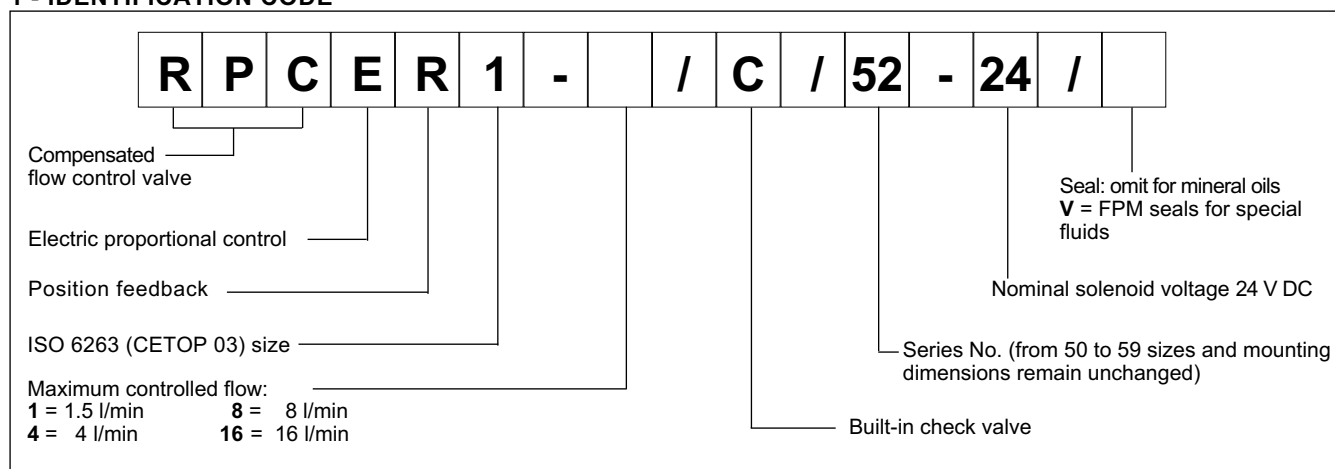 1 - IDENTIFICATION CODE
R P C E R 1 - / C / 52 - 24 /
Compensated
flow control valve
Electric proportional control
Position feedback
ISO 6263 (CETOP 03) size
Maximum controlled flow:
1 = 1.5 l/min 8 = 8 l/min
4 = 4 l/min 16 = 16 l/min
Seal: omit for mineral oils
V = FPM seals for special
fluids
Nominal solenoid voltage 24 V DC
Series No. (from 50 to 59 sizes and mounting
dimensions remain unchanged)
Built-in check valve